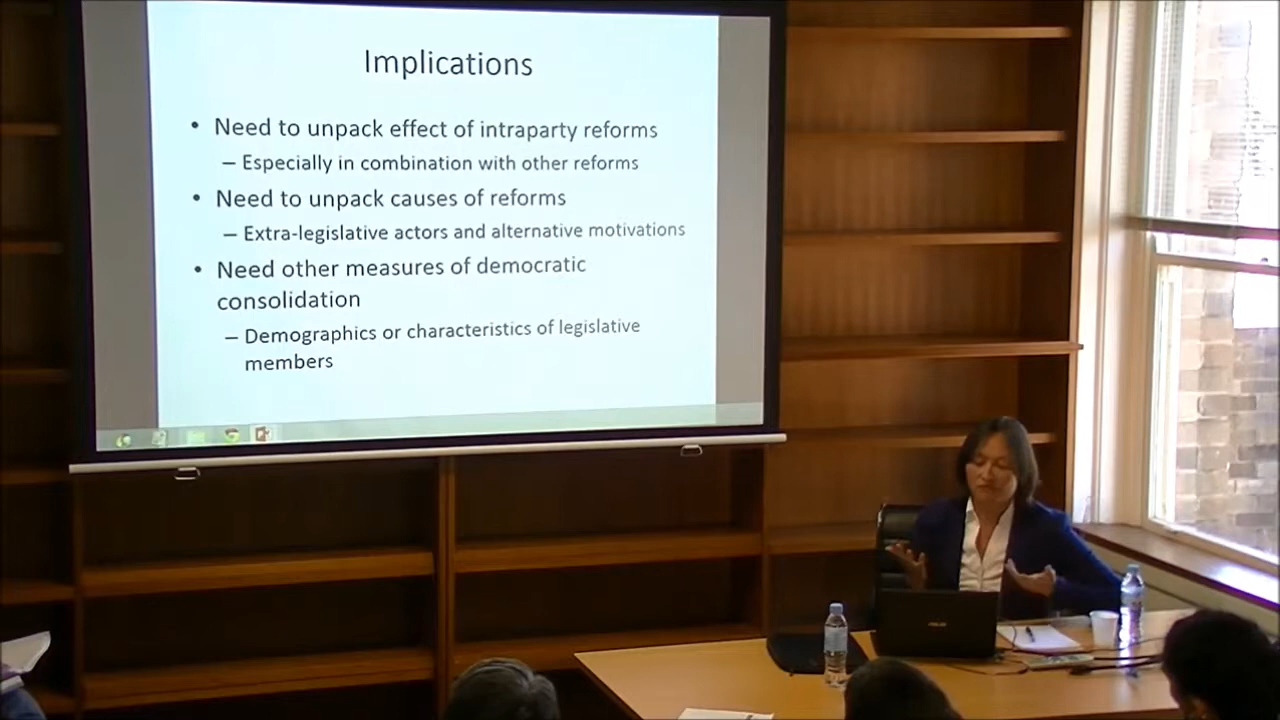 Implications
• Need to unpack effect of intraparty reforms
– Especially in combination with other reforms
• Need to unpack causes of reforms
– Extra-legislative actors and alternative motivations
• Need other measures of democratic
consolidation
– Demographics or characteristics of legislative
members
ASUS